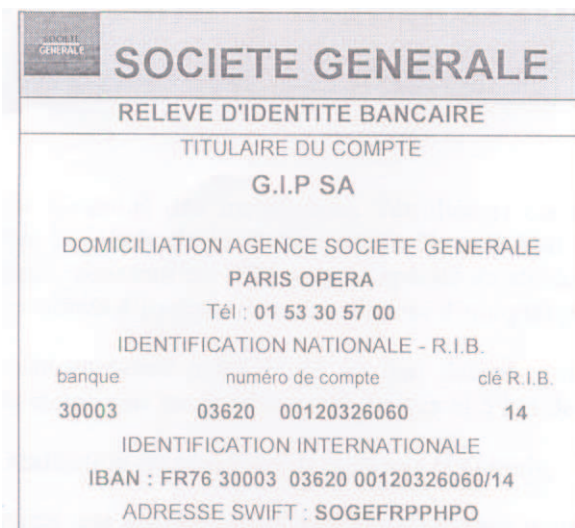 SOCIETE
GENERALE
SOCIETE GENERALE
RELEVE D'IDENTITE BANCAIRE
TITULAIRE DU COMPTE
G.I.P SA
DOMICILIATION AGENCE SOCIETE GENERALE
PARIS OPERA
Tél : 01 53 30 57 00
IDENTIFICATION NATIONALE - R.I.B.
banque numéro de compte clé R.I.B.
30003 03620 00120326060 14
IDENTIFICATION INTERNATIONALE
IBAN : FR76 30003 03620 00120326060/14
ADRESSE SWIFT : SOGEFRPPHPO